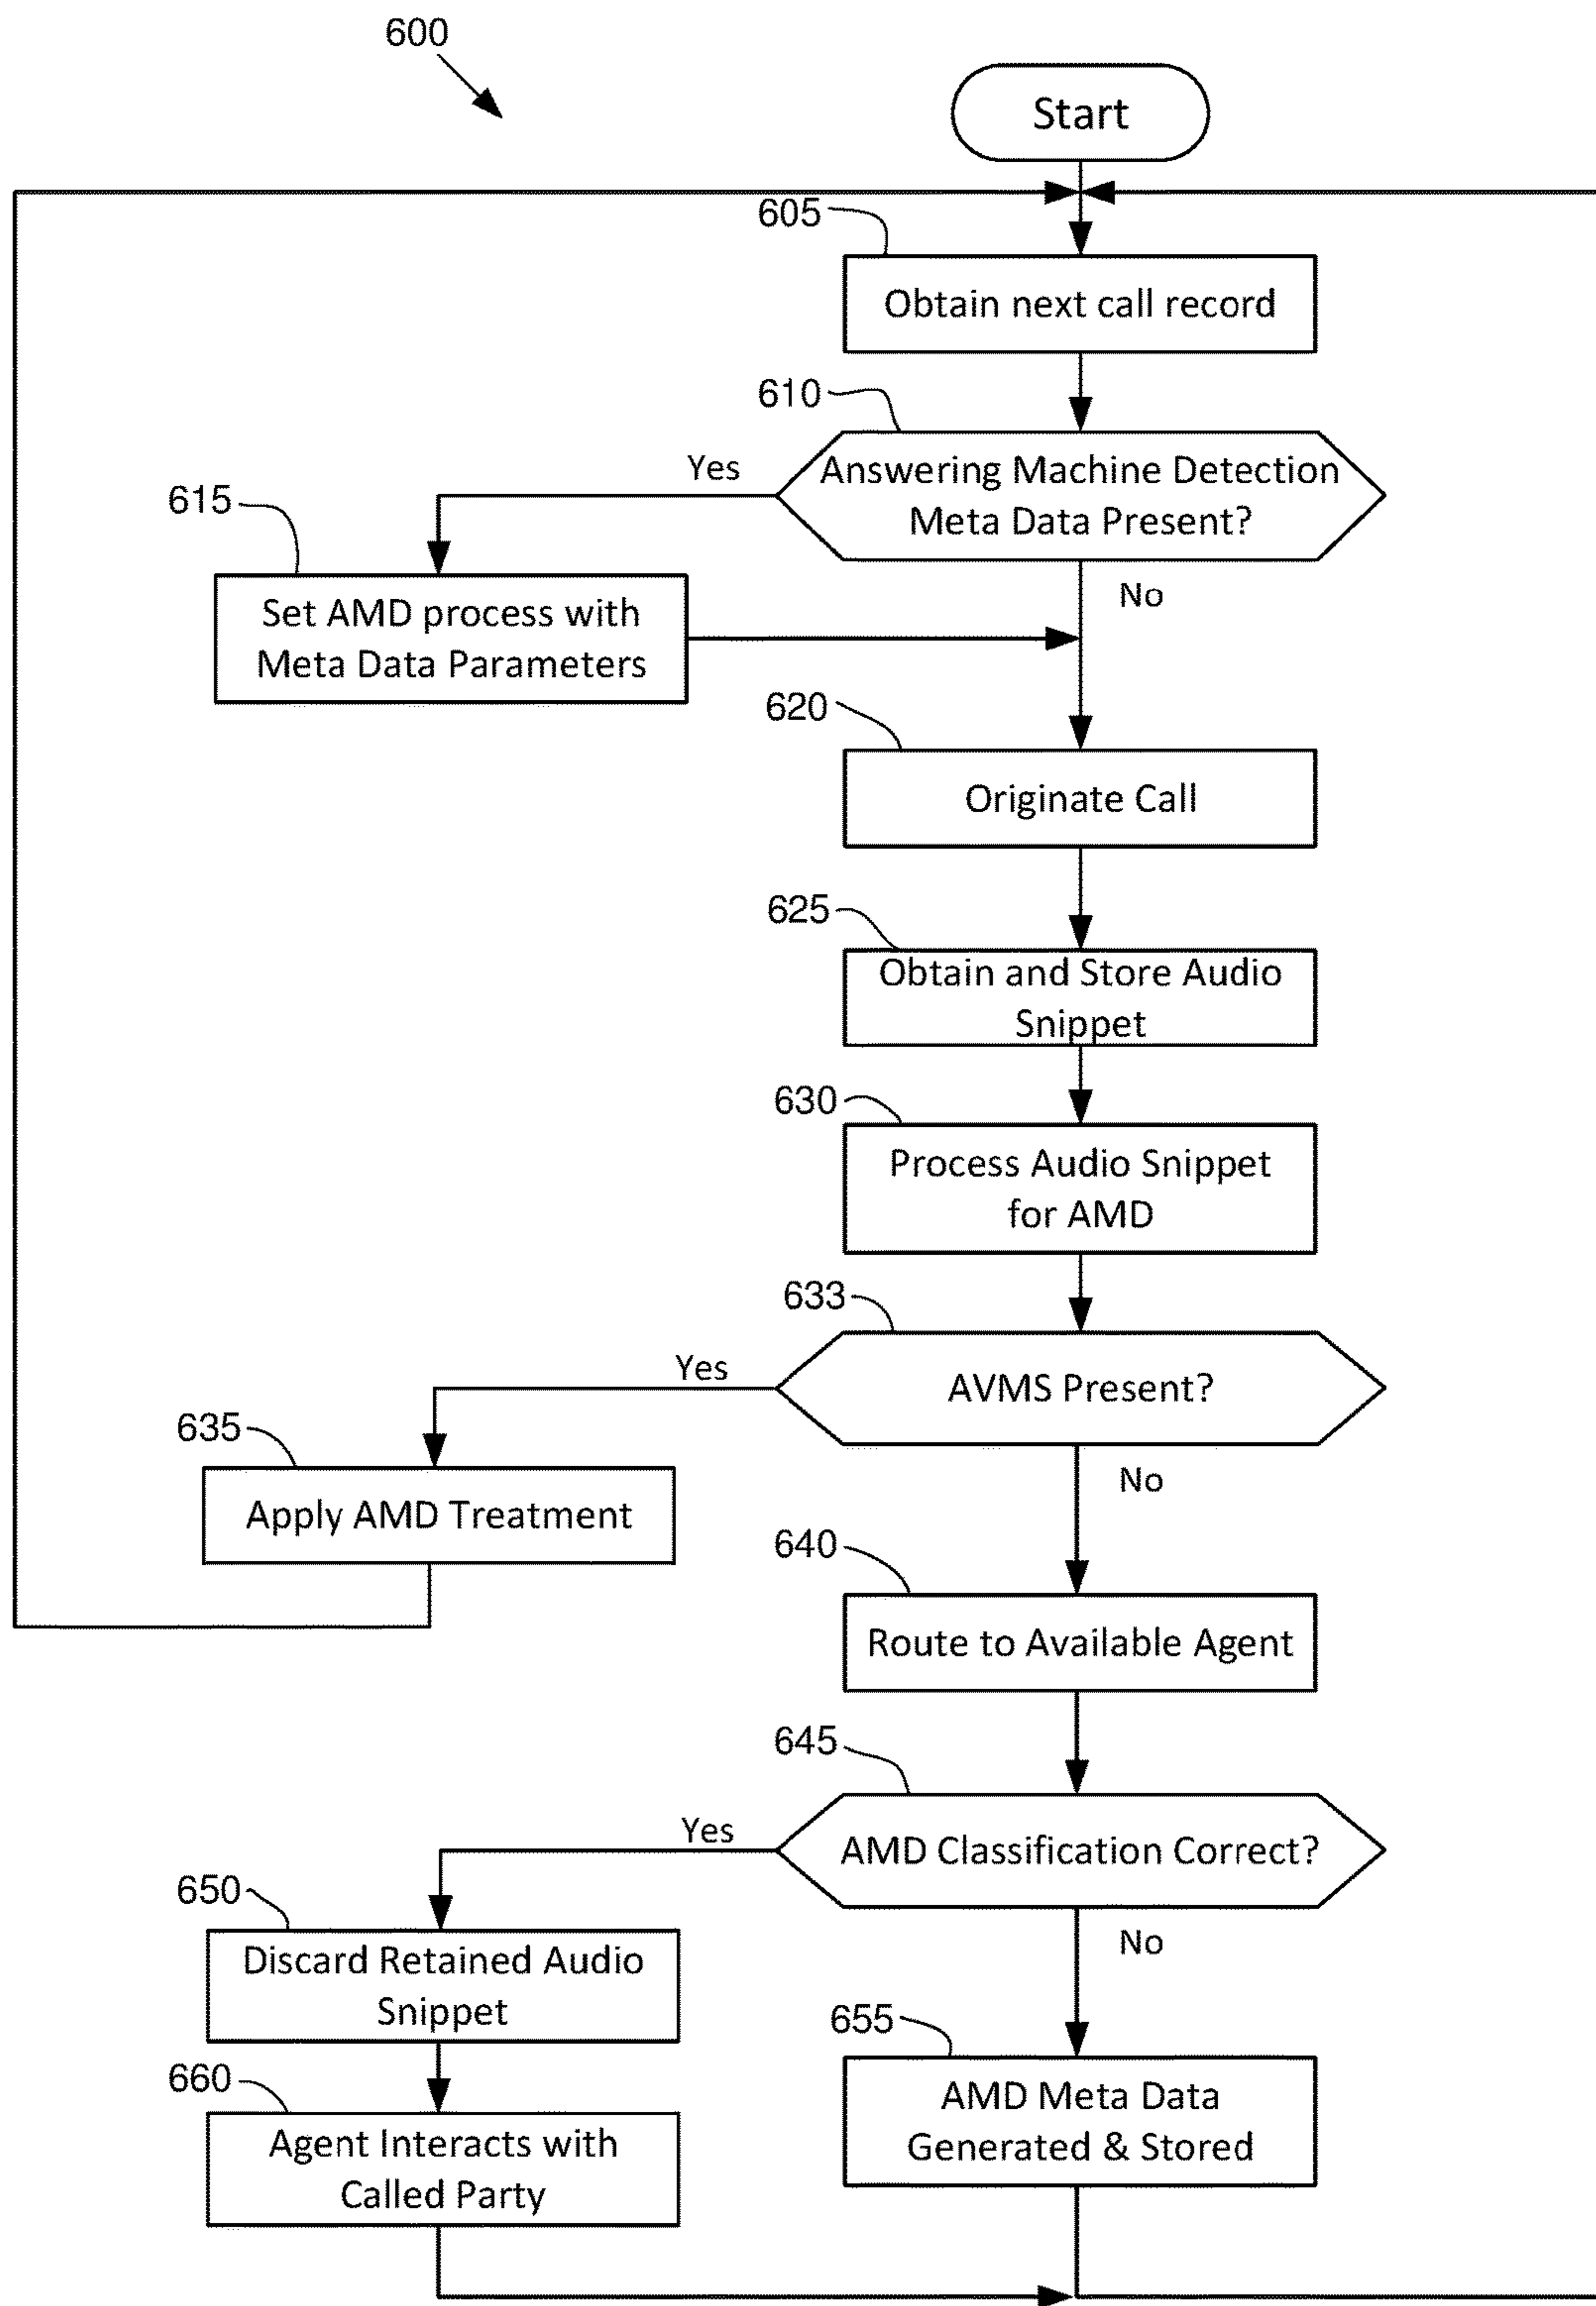 600
Start
605
Obtain next call record
610
Answering Machine Detection
Meta Data Present?
Yes
No
615
Set AMD process with
Meta Data Parameters
620
Originate Call
625
Obtain and Store Audio
Snippet
630
Process Audio Snippet
for AMD
633
AVMS Present?
Yes
No
635
Apply AMD Treatment
640
Route to Available Agent
645
AMD Classification Correct?
Yes
No
650
Discard Retained Audio
Snippet
655
AMD Meta Data
Generated & Stored
660
Agent Interacts with
Called Party